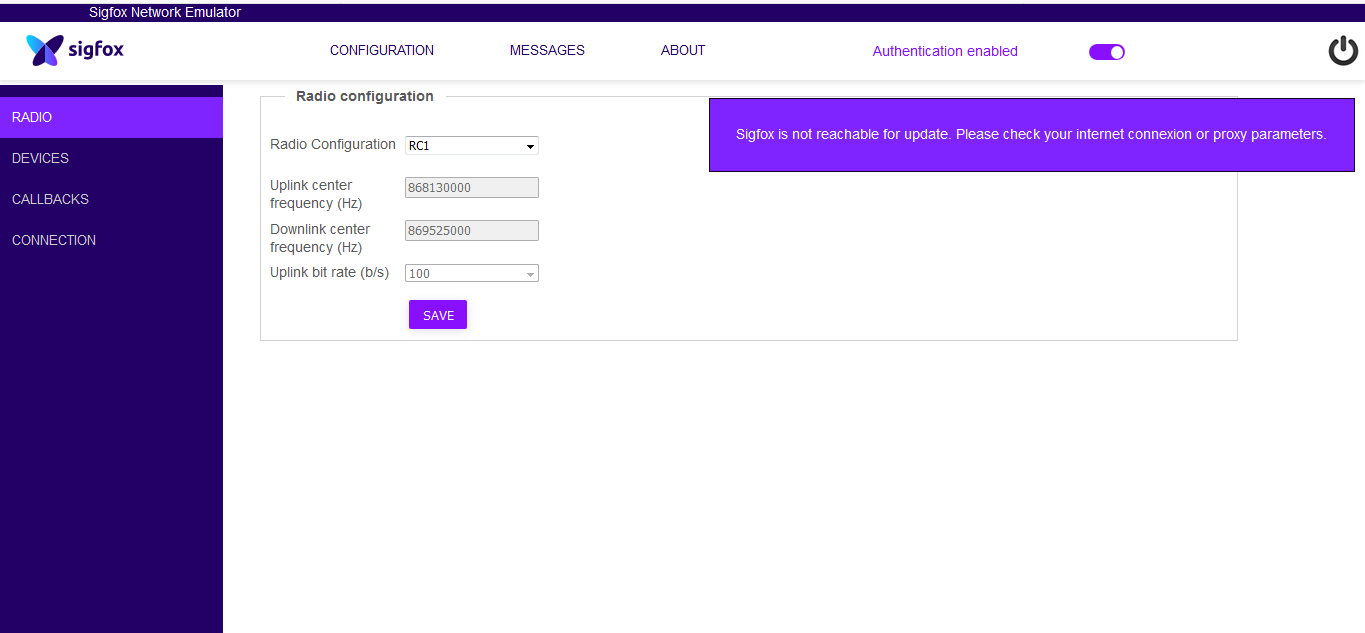 Sigfox Network Emulator
sigfox
CONFIGURATION
MESSAGES
ABOUT
Authentication enabled
RADIO
DEVICES
CALLBACKS
CONNECTION
Radio configuration
Sigfox is not reachable for update. Please check your internet connexion or proxy parameters.
Radio Configuration
RC1
Uplink center
frequency (Hz)
868130000
Downlink center
frequency (Hz)
869525000
Uplink bit rate (b/s)
100
SAVE